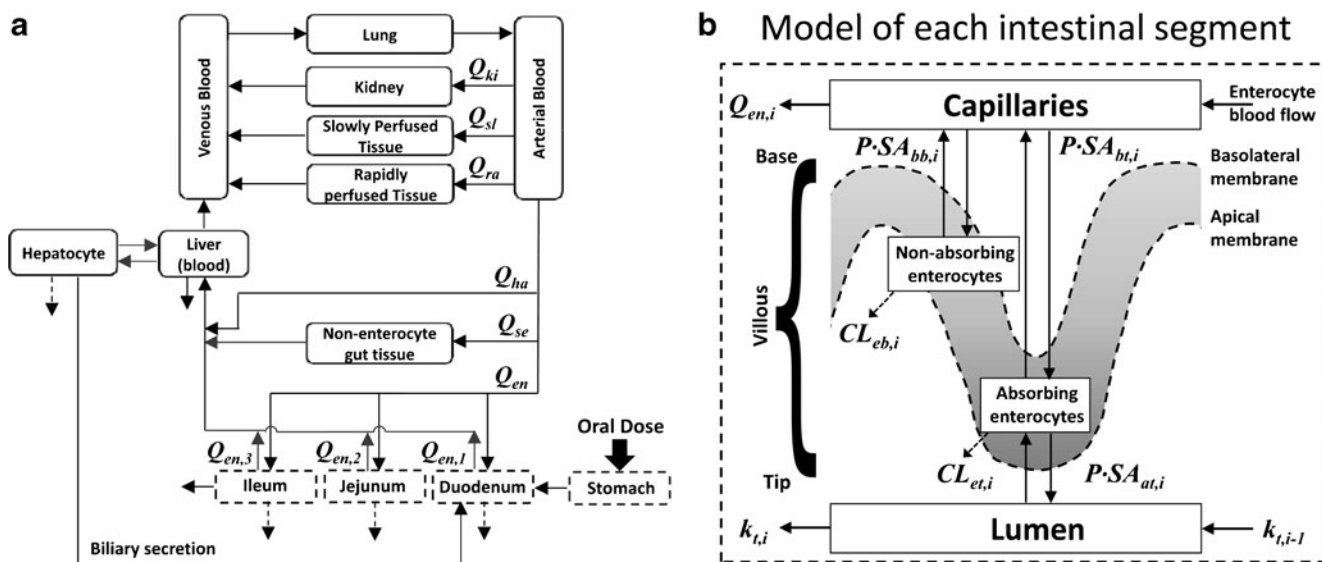 a
Venous Blood
Lung
Arterial Blood
Q_ki
Kidney
Q_sl
Slowly Perfused
Tissue
Q_ra
Rapidly
perfused Tissue
Hepatocyte
Liver
(blood)
Q_ha
Q_se
Non-enterocyte
gut tissue
Q_en
Oral Dose
Q_en,3
Q_en,2
Q_en,1
Ileum
Jejunum
Duodenum
Stomach
Biliary secretion
b
Model of each intestinal segment
Q_en,i
Capillaries
Enterocyte
blood flow
Base
P·SA_bb,i
P·SA_bt,i
Basolateral
membrane
Apical
membrane
Villous
Non-absorbing
enterocytes
CL_eb,i
Absorbing
enterocytes
CL_et,i
P·SA_at,i
Tip
k_t,i
Lumen
k_t,i-1